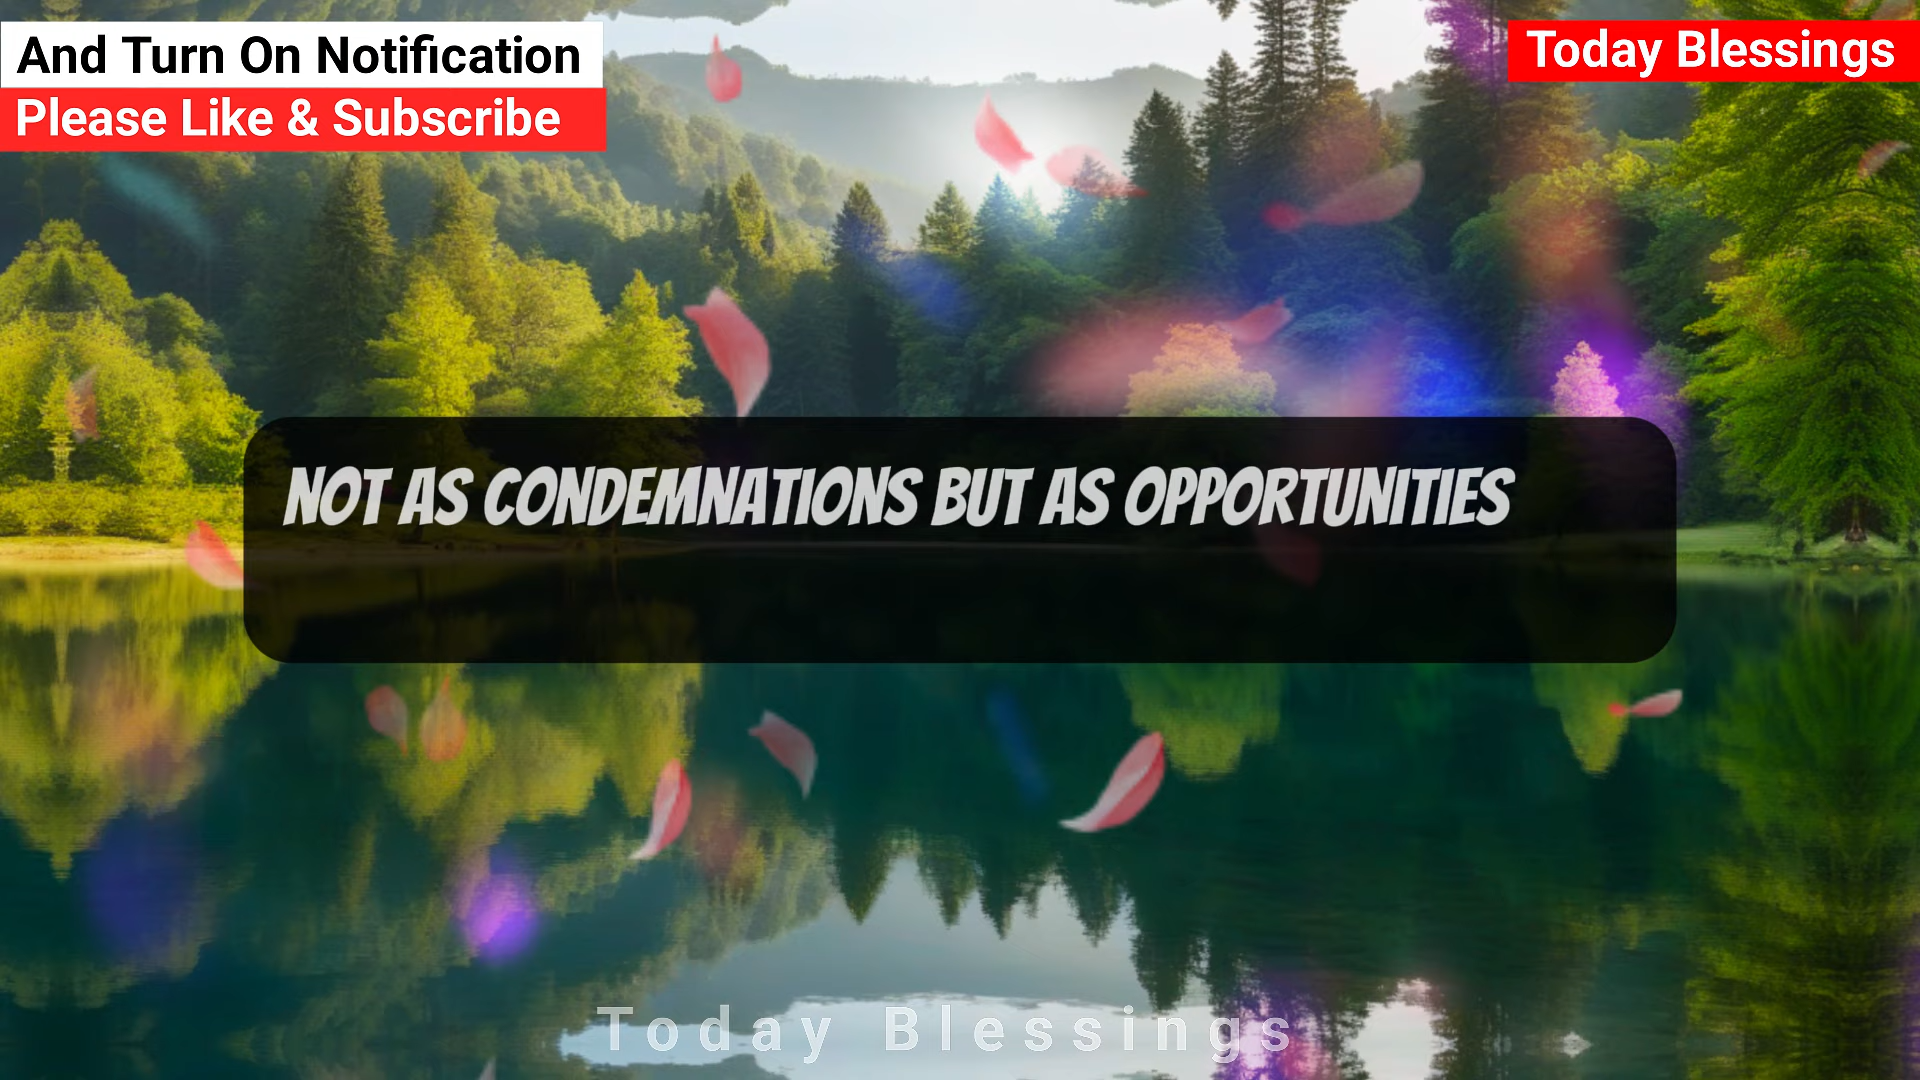 And Turn On Notification
Please Like & Subscribe
Today Blessings
NOT AS CONDEMNATIONS BUT AS OPPORTUNITIES
Today Blessings